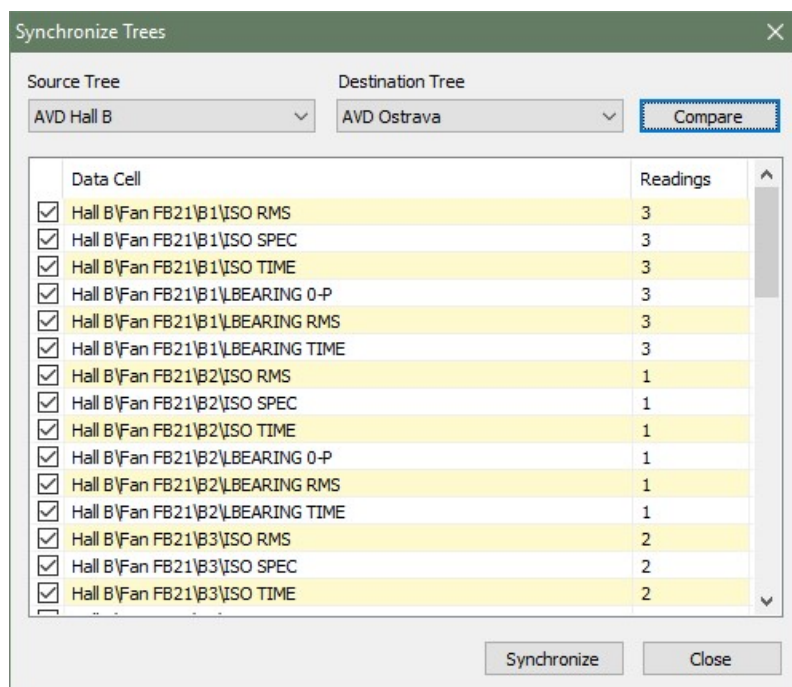 Synchronize Trees
Source Tree Destination Tree
AVD Hall B AVD Ostrava Compare
Data Cell Readings
Hall B\Fan FB21\B1\ISO RMS 3
Hall B\Fan FB21\B1\ISO SPEC 3
Hall B\Fan FB21\B1\ISO TIME 3
Hall B\Fan FB21\B1\LBEARING 0-P 3
Hall B\Fan FB21\B1\LBEARING RMS 3
Hall B\Fan FB21\B1\LBEARING TIME 3
Hall B\Fan FB21\B2\ISO RMS 1
Hall B\Fan FB21\B2\ISO SPEC 1
Hall B\Fan FB21\B2\ISO TIME 1
Hall B\Fan FB21\B2\LBEARING 0-P 1
Hall B\Fan FB21\B2\LBEARING RMS 1
Hall B\Fan FB21\B2\LBEARING TIME 1
Hall B\Fan FB21\B3\ISO RMS 2
Hall B\Fan FB21\B3\ISO SPEC 2
Hall B\Fan FB21\B3\ISO TIME 2
Synchronize Close